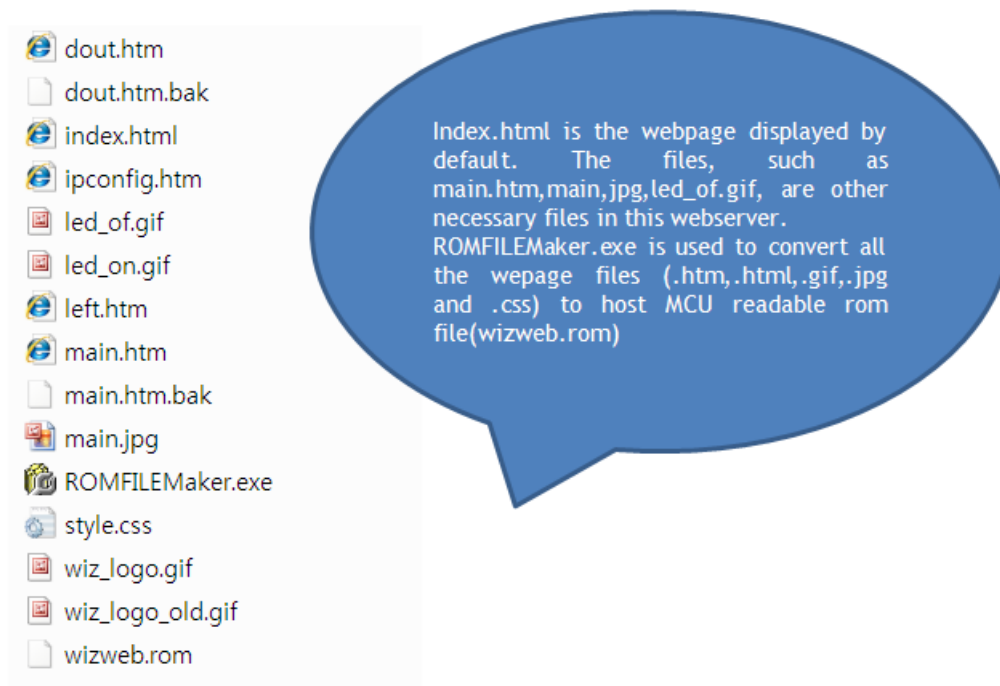 dout.htm
dout.htm.bak
index.html
ipconfig.htm
led_of.gif
led_on.gif
left.htm
main.htm
main.htm.bak
main.jpg
ROMFILEMaker.exe
style.css
wiz_logo.gif
wiz_logo_old.gif
wizweb.rom
Index.html is the webpage displayed by
default. The files, such as
main.htm,main,jpg,led_of.gif, are other
necessary files in this webserver.
ROMFILEMaker.exe is used to convert all
the wepage files (.htm,.html,.gif,.jpg
and .css) to host MCU readable rom
file(wizweb.rom)